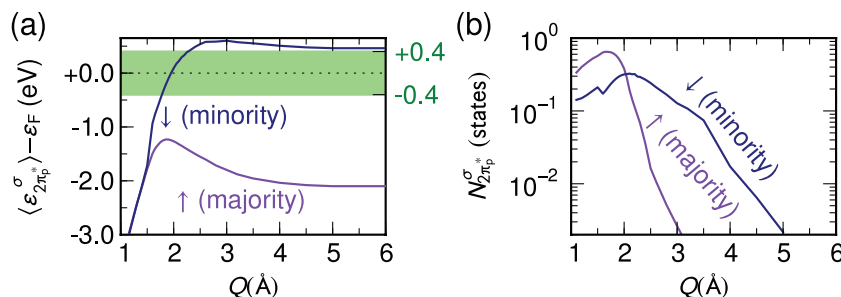 (a)
⟨ε^σ_{2π_p*}⟩ − ε_F (eV)
+0.0
-1.0
-2.0
-3.0
+0.4
-0.4
↓ (minority)
↑ (majority)
1 2 3 4 5 6
Q(Å)
(b)
N^σ_{2π_p*} (states)
10^0
10^{-1}
10^{-2}
↓ (minority)
↑ (majority)
1 2 3 4 5 6
Q(Å)